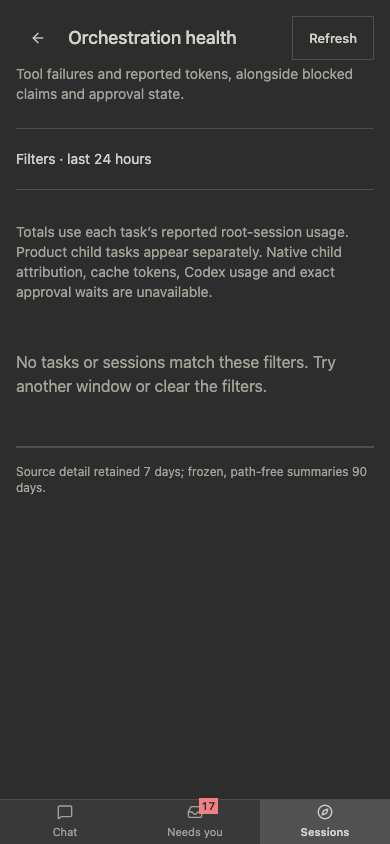 Orchestration health
Refresh
Tool failures and reported tokens, alongside blocked
claims and approval state.
Filters · last 24 hours
Totals use each task’s reported root-session usage.
Product child tasks appear separately. Native child
attribution, cache tokens, Codex usage and exact
approval waits are unavailable.
No tasks or sessions match these filters. Try
another window or clear the filters.
Source detail retained 7 days; frozen, path-free summaries 90
days.
17
Chat
Needs you
Sessions